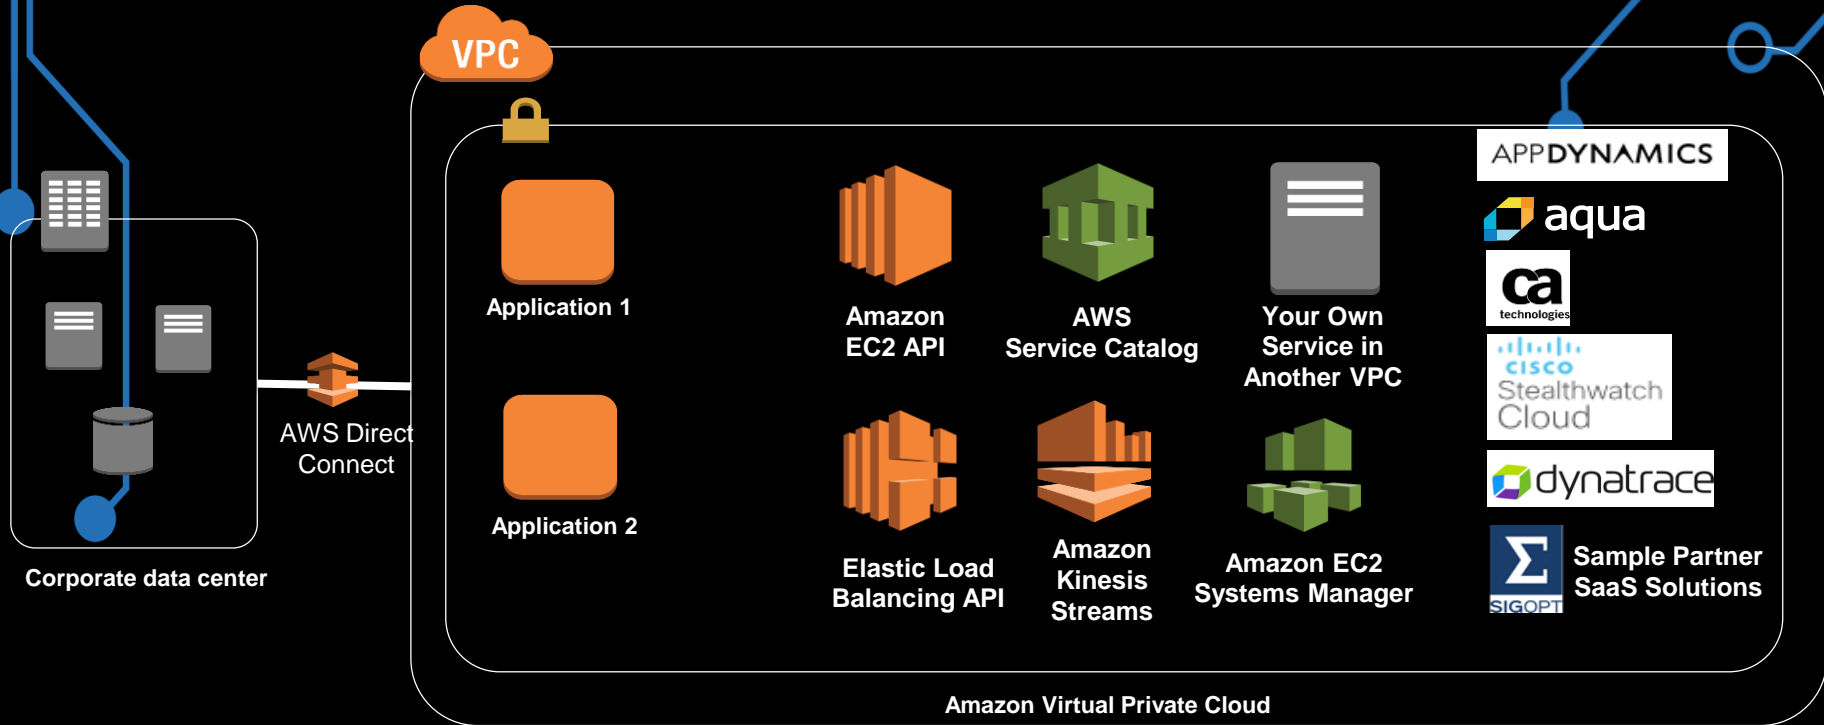 VPC
Corporate data center
AWS Direct
Connect
Application 1
Application 2
Amazon
EC2 API
AWS
Service Catalog
Your Own
Service in
Another VPC
Elastic Load
Balancing API
Amazon
Kinesis
Streams
Amazon EC2
Systems Manager
APPDYNAMICS
aqua
ca
technologies
CISCO
Stealthwatch
Cloud
dynatrace
Σ
SIGOPT
Sample Partner
SaaS Solutions
Amazon Virtual Private Cloud